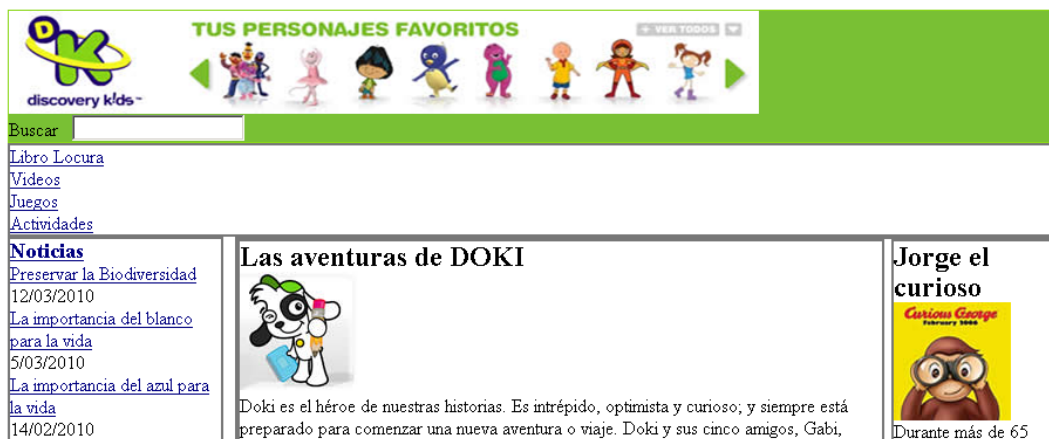 TUS PERSONAJES FAVORITOS
+ VER TODOS
DK
discovery kids
Buscar
Libro Locura
Videos
Juegos
Actividades
Noticias
Preservar la Biodiversidad
12/03/2010
La importancia del blanco
para la vida
5/03/2010
La importancia del azul para
la vida
14/02/2010
Las aventuras de DOKI
Doki es el héroe de nuestras historias. Es intrépido, optimista y curioso; y siempre está
preparado para comenzar una nueva aventura o viaje. Doki y sus cinco amigos, Gabi,
Jorge el
curioso
Curious George
February 2006
Durante más de 65